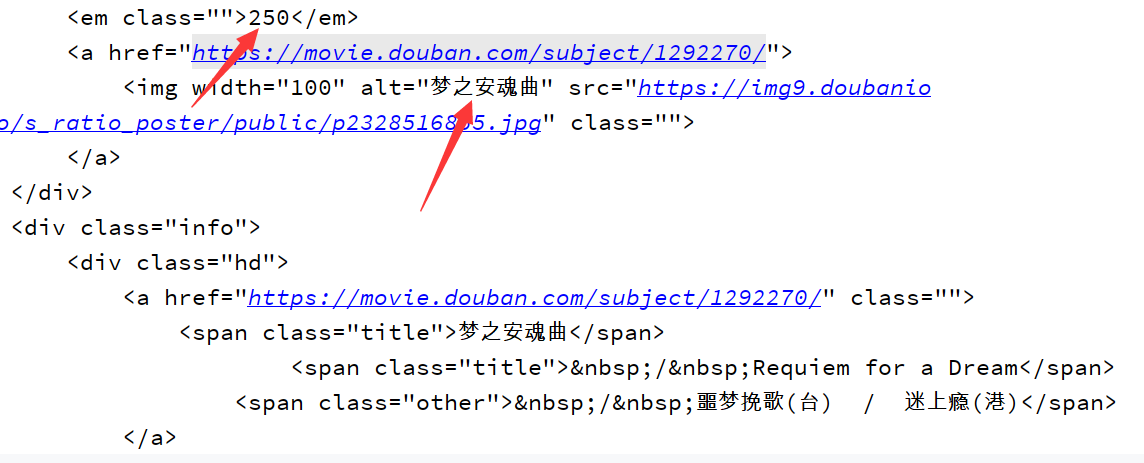 <em class="">250</em>
<a href="https://movie.douban.com/subject/1292270/">
<img width="100" alt="梦之安魂曲" src="https://img9.doubanio
o/s_ratio_poster/public/p2328516855.jpg" class="">
</a>
</div>
<div class="info">
<div class="hd">
<a href="https://movie.douban.com/subject/1292270/" class="">
<span class="title">梦之安魂曲</span>
<span class="title">&nbsp;/&nbsp;Requiem for a Dream</span>
<span class="other">&nbsp;/&nbsp;噩梦挽歌(台)  /  迷上瘾(港)</span>
</a>